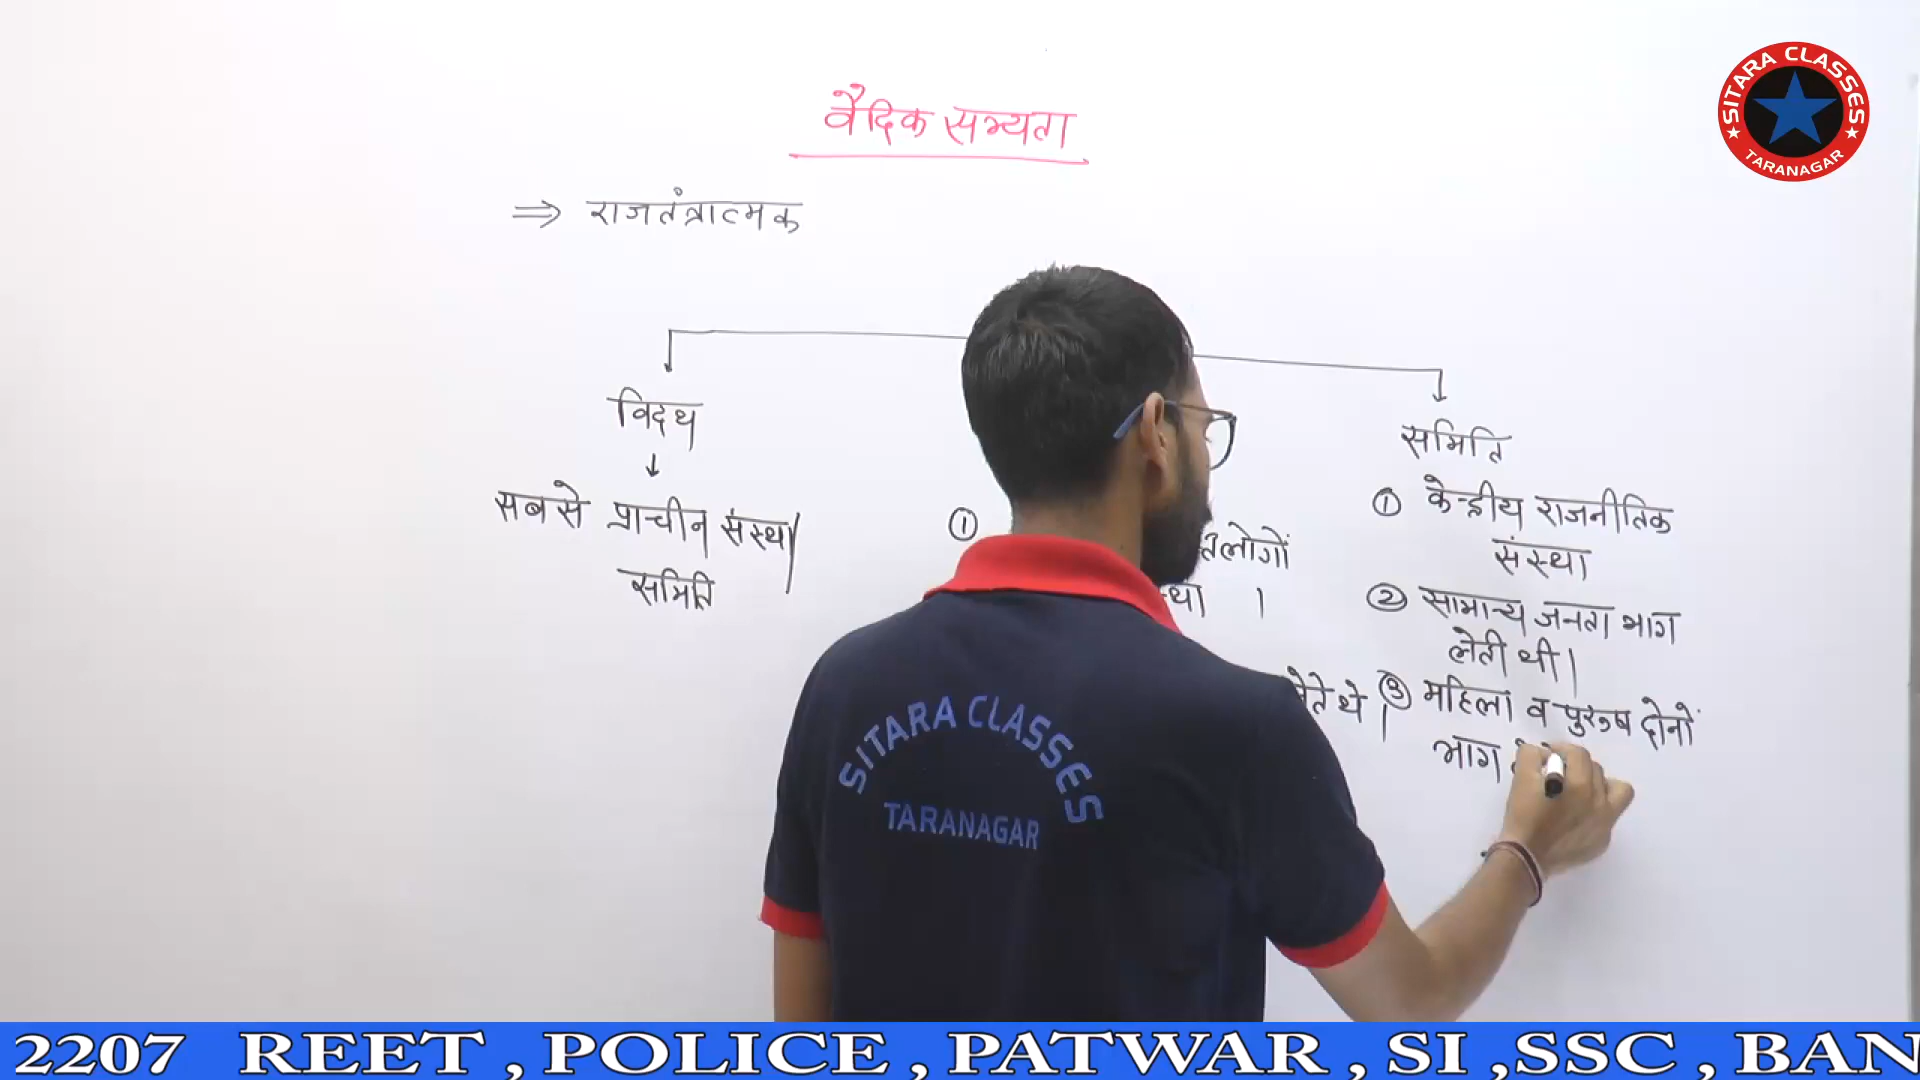 वैदिक सभ्यता
⇒ राजतंत्रात्मक
विदथ
↓
सबसे प्राचीन संस्था/
समिति
①
लोगों
स्था ।
थे ।
समिति
① केन्द्रीय राजनीतिक
संस्था
② सामान्य जनता भाग
लेती थी।
③ महिला व पुरुष दोनों
भाग
SITARA CLASSES
TARANAGAR
SITARA CLASSES
TARANAGAR
2207 REET , POLICE , PATWAR , SI ,SSC , BAN